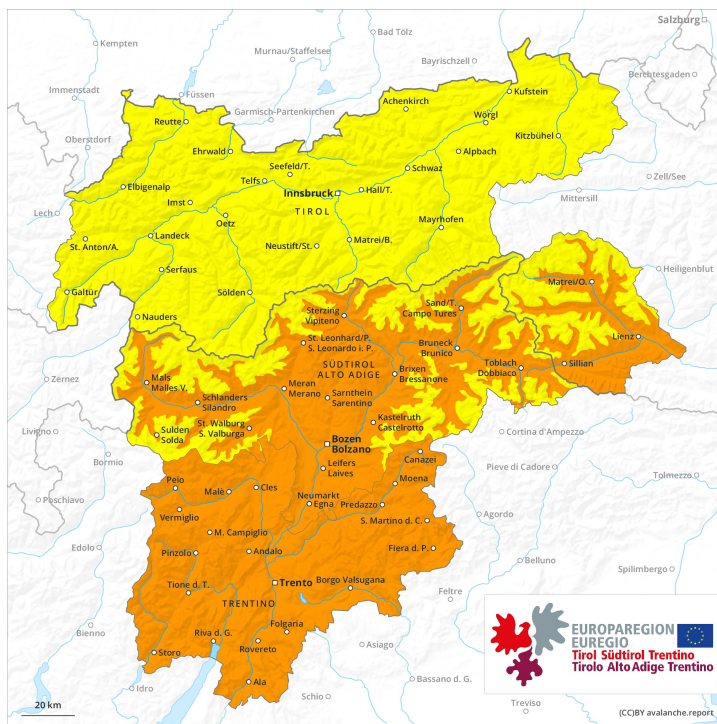 Salzburg
Kempten
Bad Tölz
Murnau/Staffelsee
Bayrischzell
Berchtesgaden
Immenstadt
Füssen
Garmisch-Partenkirchen
Achenkirch
Kufstein
Reutte
Wörgl
Oberstdorf
Ehrwald
Kitzbühel
Seefeld/T.
Alpbach
Telfs
Schwaz
Zell/See
Elbigenalp
Innsbruck
Hall/T.
Mittersill
Imst
TIROL
Lech
Oetz
Mayrhofen
St. Anton/A.
Landeck
Neustift/St.
Matrei/B.
Heiligenblut
Serfaus
Matrei/O.
Galtür
Sölden
Sand/T.
Campo Tures
Nauders
Sterzing
Vipiteno
Lienz
St. Leonhard/P.
S. Leonardo i. P.
Bruneck
Brunico
Toblach
Dobbiaco
Sillian
SÜDTIROL
ALTO ADIGE
Brixen
Bressanone
Zernez
Mals
Malles V.
Meran
Merano
Sarnthein
Sarentino
Schlanders
Silandro
St. Walburg
S. Valburga
Kastelruth
Castelrotto
Livigno
Sulden
Solda
Cortina d'Ampezzo
Bozen
Bolzano
Bormio
Canazei
Pieve di Cadore
Leifers
Laives
Tolmezzo
Peio
Malè
Cles
Moena
Poschiavo
Neumarkt
Egna
Predazzo
Vermiglio
Agordo
S. Martino d. C.
M. Campiglio
Edolo
Pinzolo
Andalo
Fiera d. P.
Belluno
Spilimbergo
Trento
Tione d. T.
Borgo Valsugana
Feltre
TRENTINO
Folgaria
Bienno
Riva d. G.
Rovereto
Asiago
Storo
Bassano d. G.
Idro
Ala
Schio
Treviso
EUROPAREGION
EUREGIO
Tirol Südtirol Trentino
Tirolo Alto Adige Trentino
20 km
(CC)BY avalanche.report